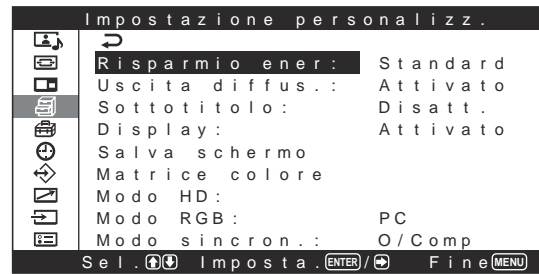 Impostazione personalizz.
Risparmio ener: Standard
Uscita diffus.: Attivato
Sottotitolo: Disatt.
Display: Attivato
Salva schermo
Matrice colore
Modo HD:
Modo RGB: PC
Modo sincron.: O/Comp
Sel. Imposta. ENTER / Fine MENU